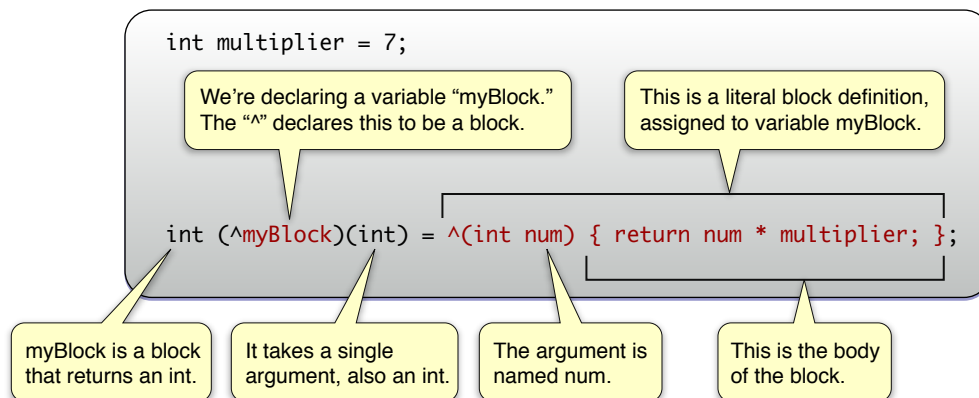 int multiplier = 7;
We're declaring a variable “myBlock.”
The “^” declares this to be a block.
This is a literal block definition,
assigned to variable myBlock.
int (^myBlock)(int) = ^(int num) { return num * multiplier; };
myBlock is a block
that returns an int.
It takes a single
argument, also an int.
The argument is
named num.
This is the body
of the block.